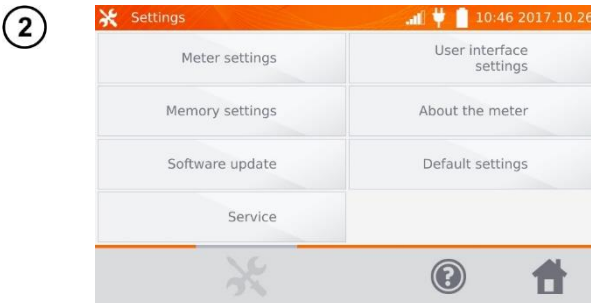 2
Settings
10:46 2017.10.26
Meter settings
User interface
settings
Memory settings
About the meter
Software update
Default settings
Service
?